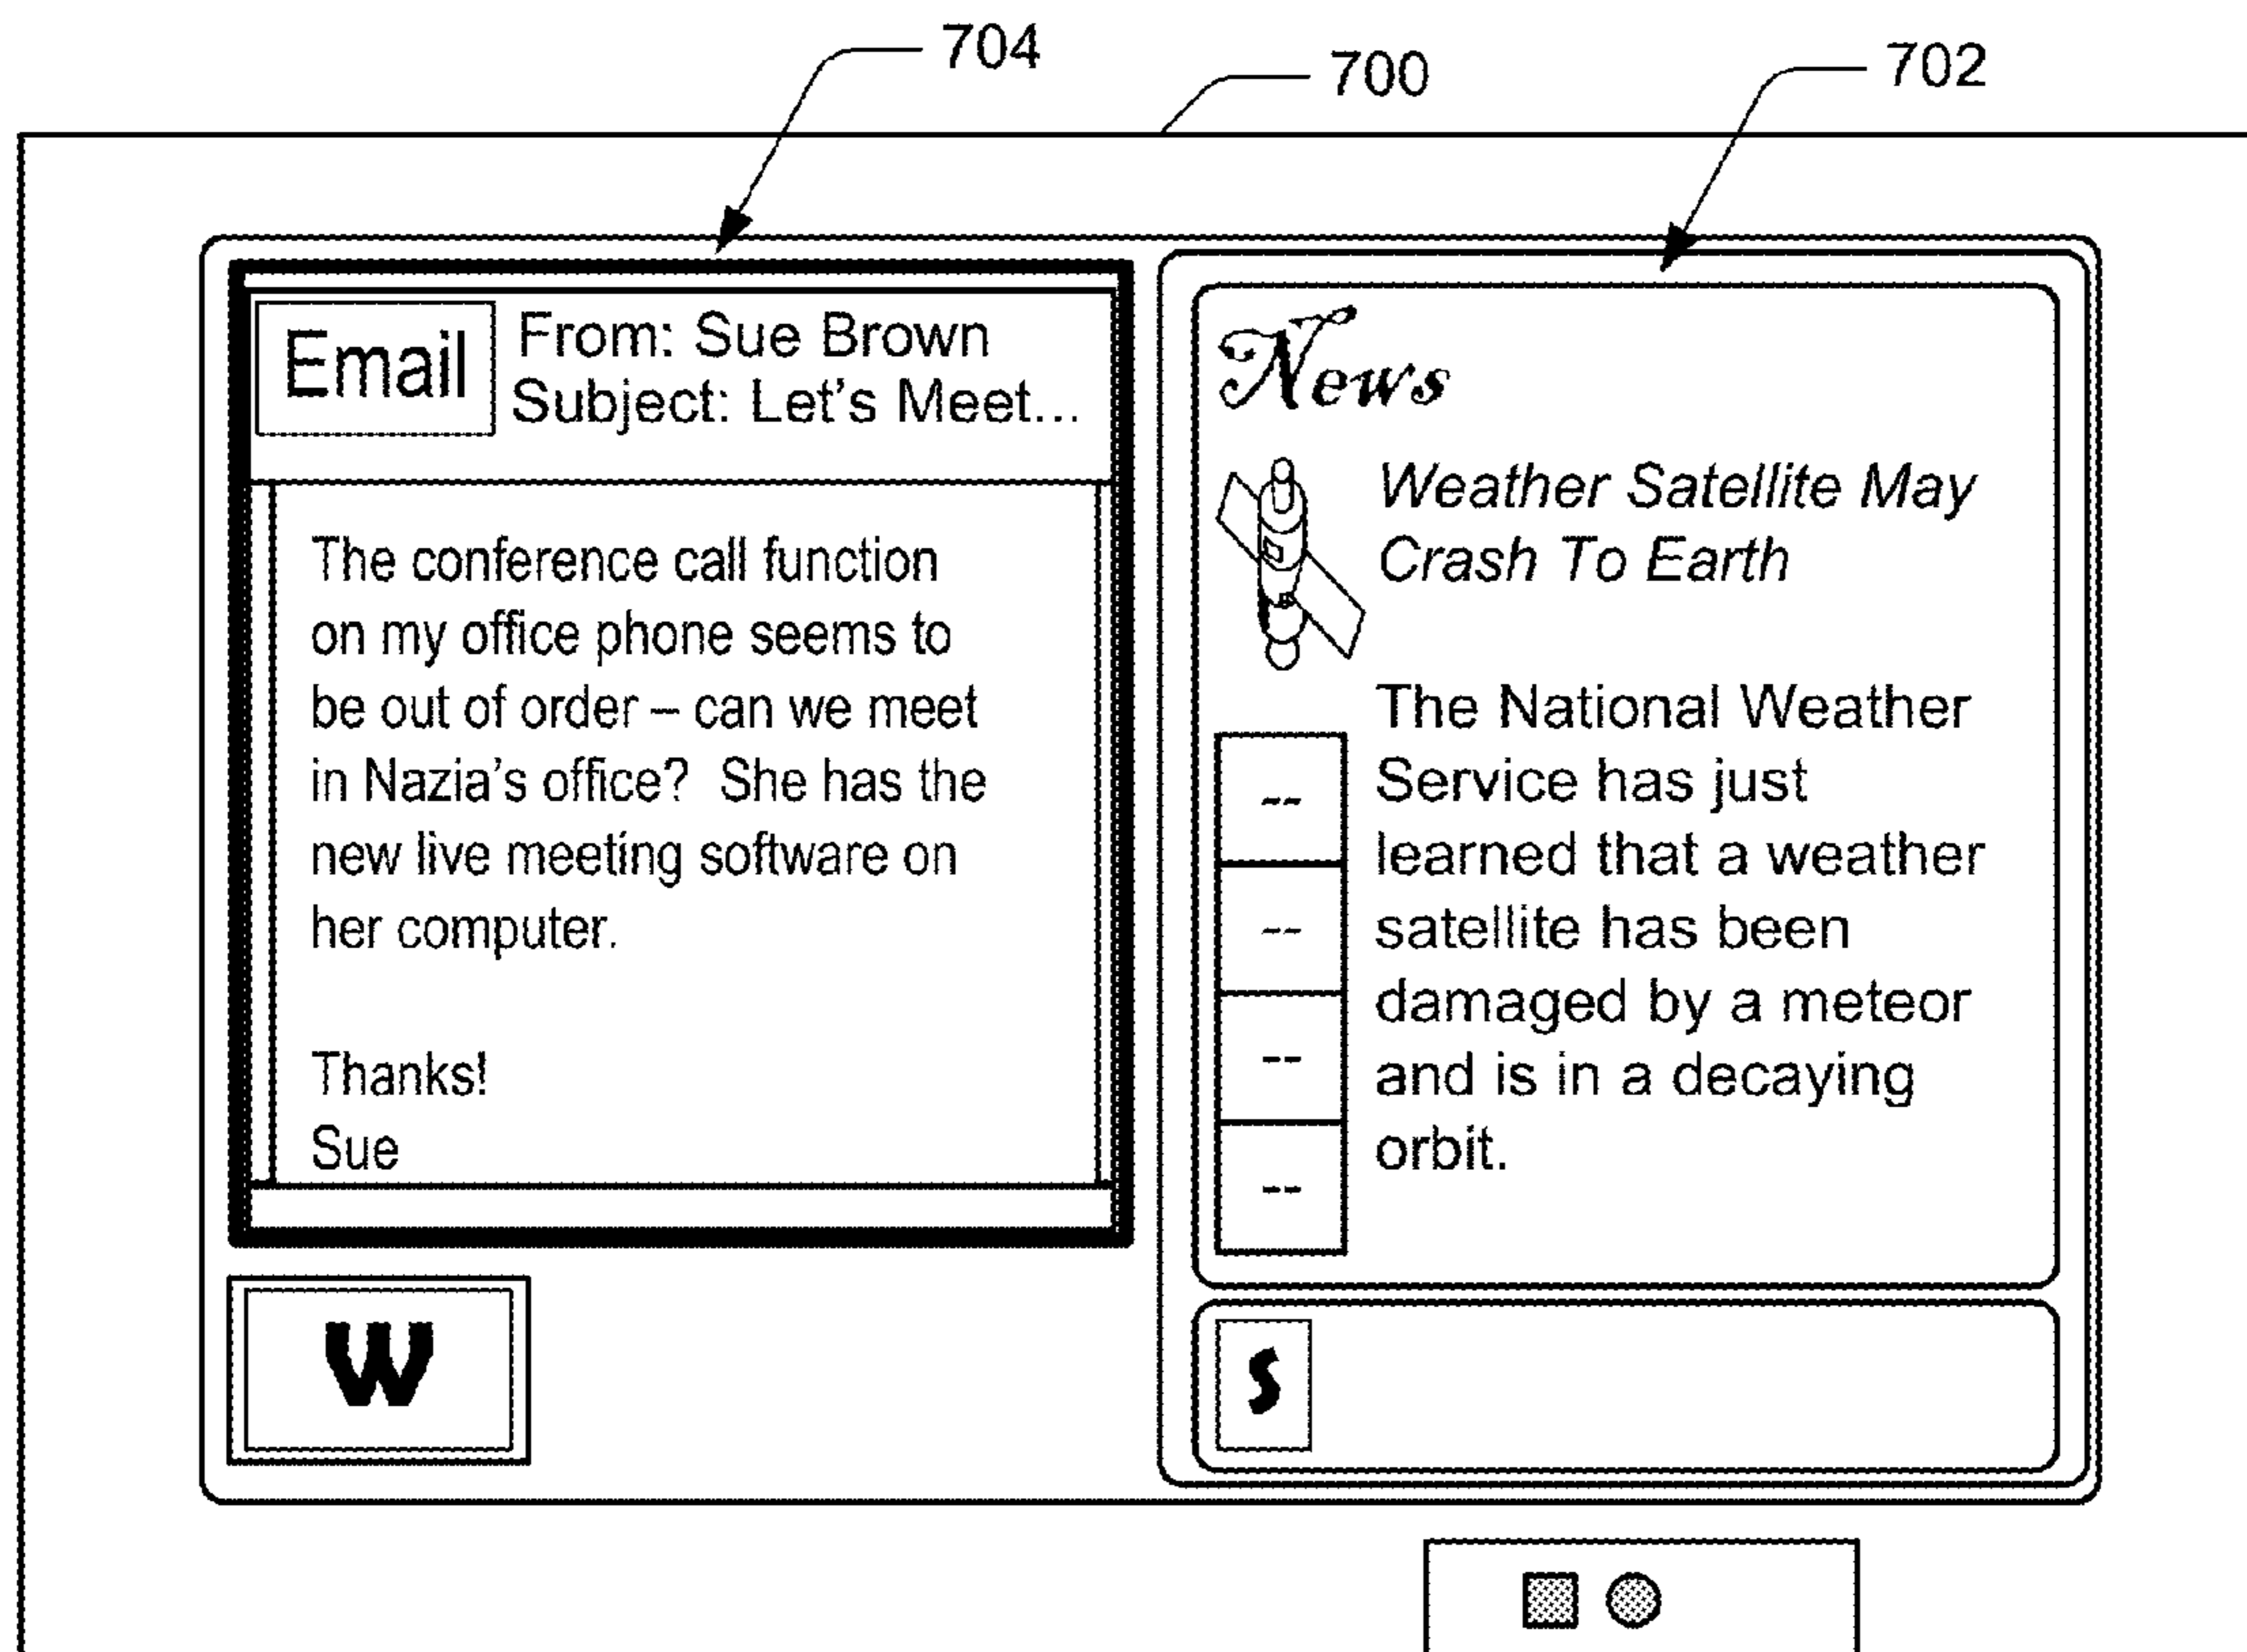 704
700
702
Email
From: Sue Brown
Subject: Let's Meet...
The conference call function
on my office phone seems to
be out of order – can we meet
in Nazia's office?  She has the
new live meeting software on
her computer.
Thanks!
Sue
W
News
Weather Satellite May
Crash To Earth
The National Weather
Service has just
learned that a weather
satellite has been
damaged by a meteor
and is in a decaying
orbit.
--
--
--
--
S